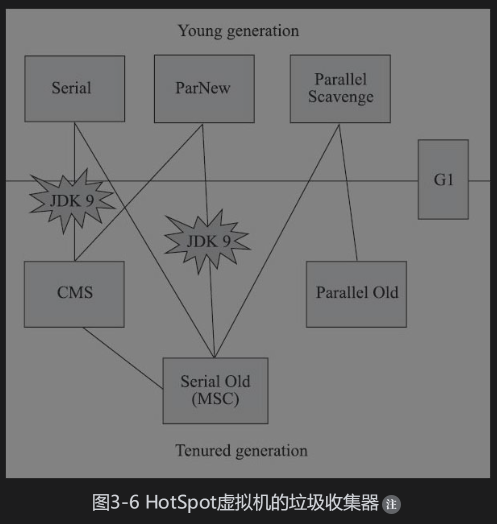 Young generation
Serial
ParNew
Parallel
Scavenge
G1
JDK 9
JDK 9
CMS
Parallel Old
Serial Old
(MSC)
Tenured generation
图3-6 HotSpot虚拟机的垃圾收集器 注